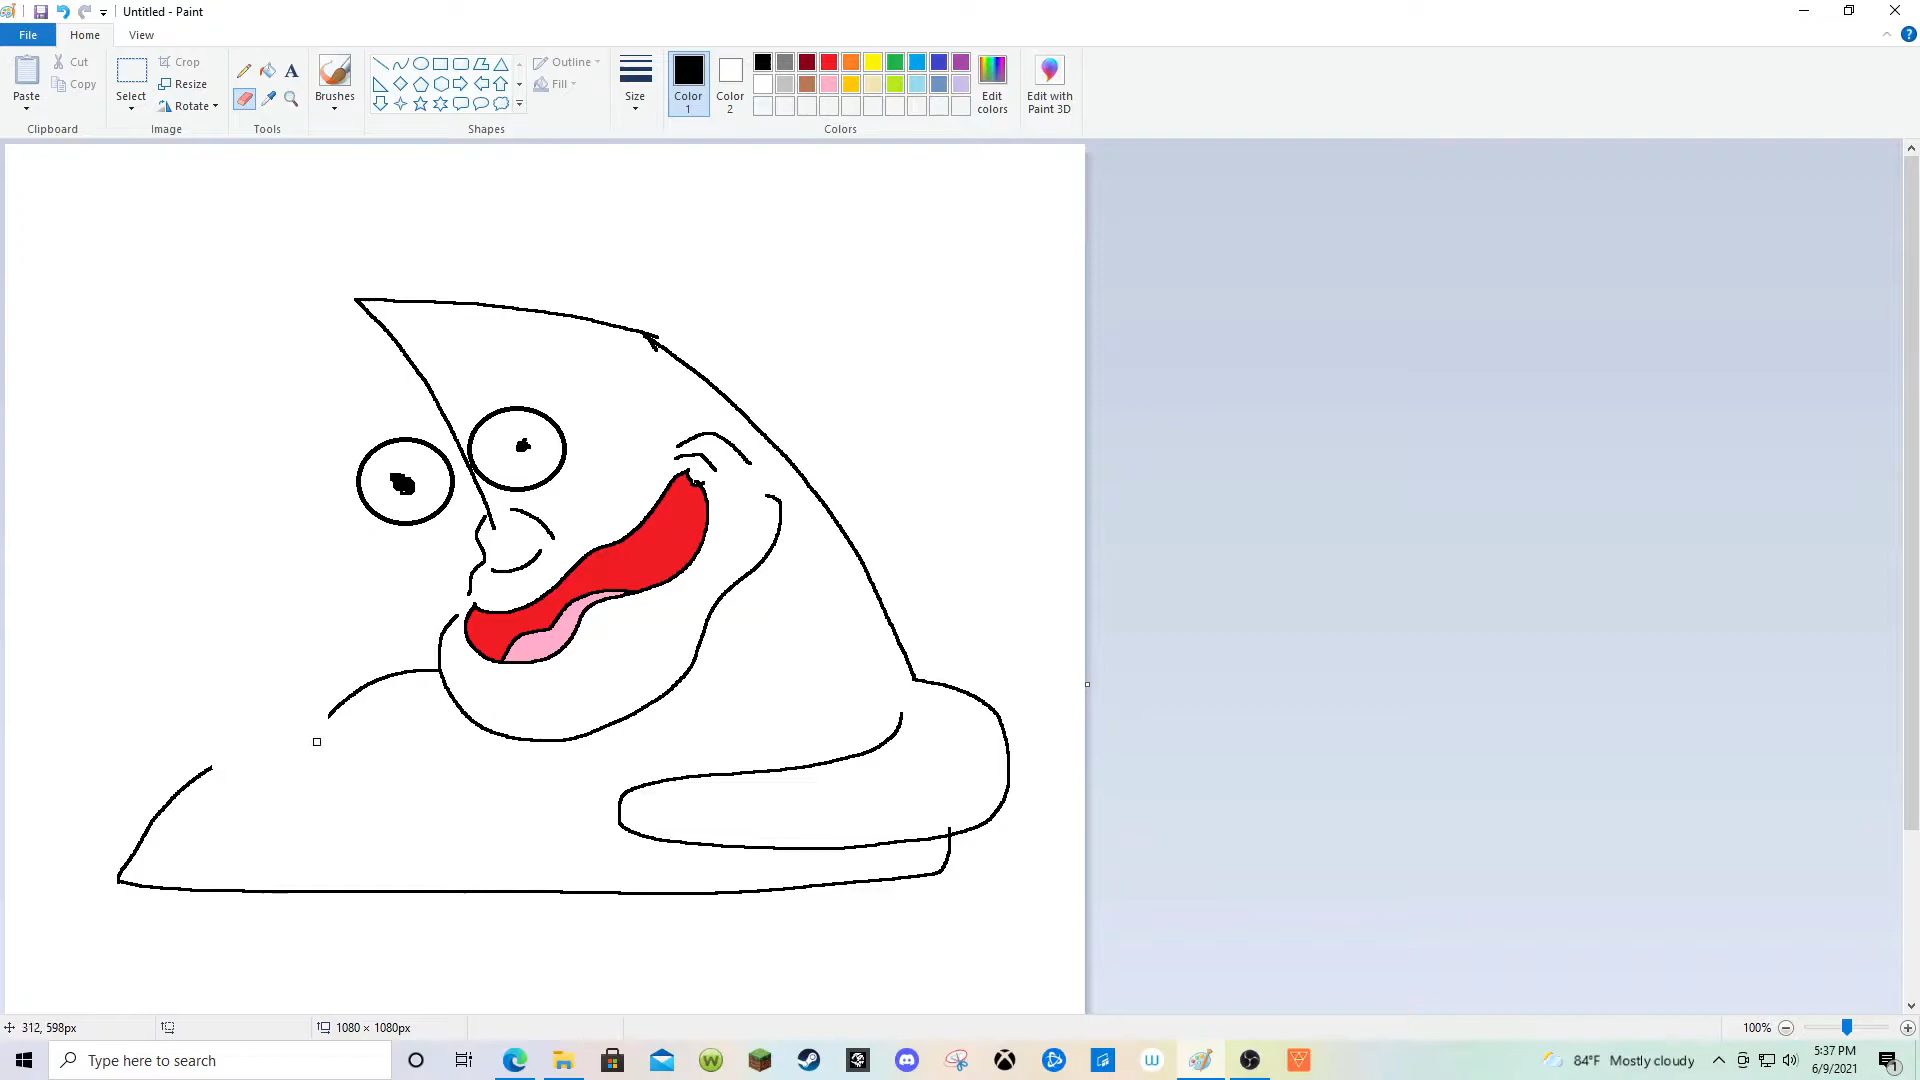 Untitled - Paint
File Home View
Cut
Copy
Paste
Crop
Resize
Rotate
Select
Brushes
Outline
Fill
Size
Color 1
Color 2
Edit colors
Edit with Paint 3D
Clipboard Image Tools Shapes Colors
312, 598px
1080 × 1080px
100%
Type here to search
84°F Mostly cloudy
5:37 PM
6/9/2021
1